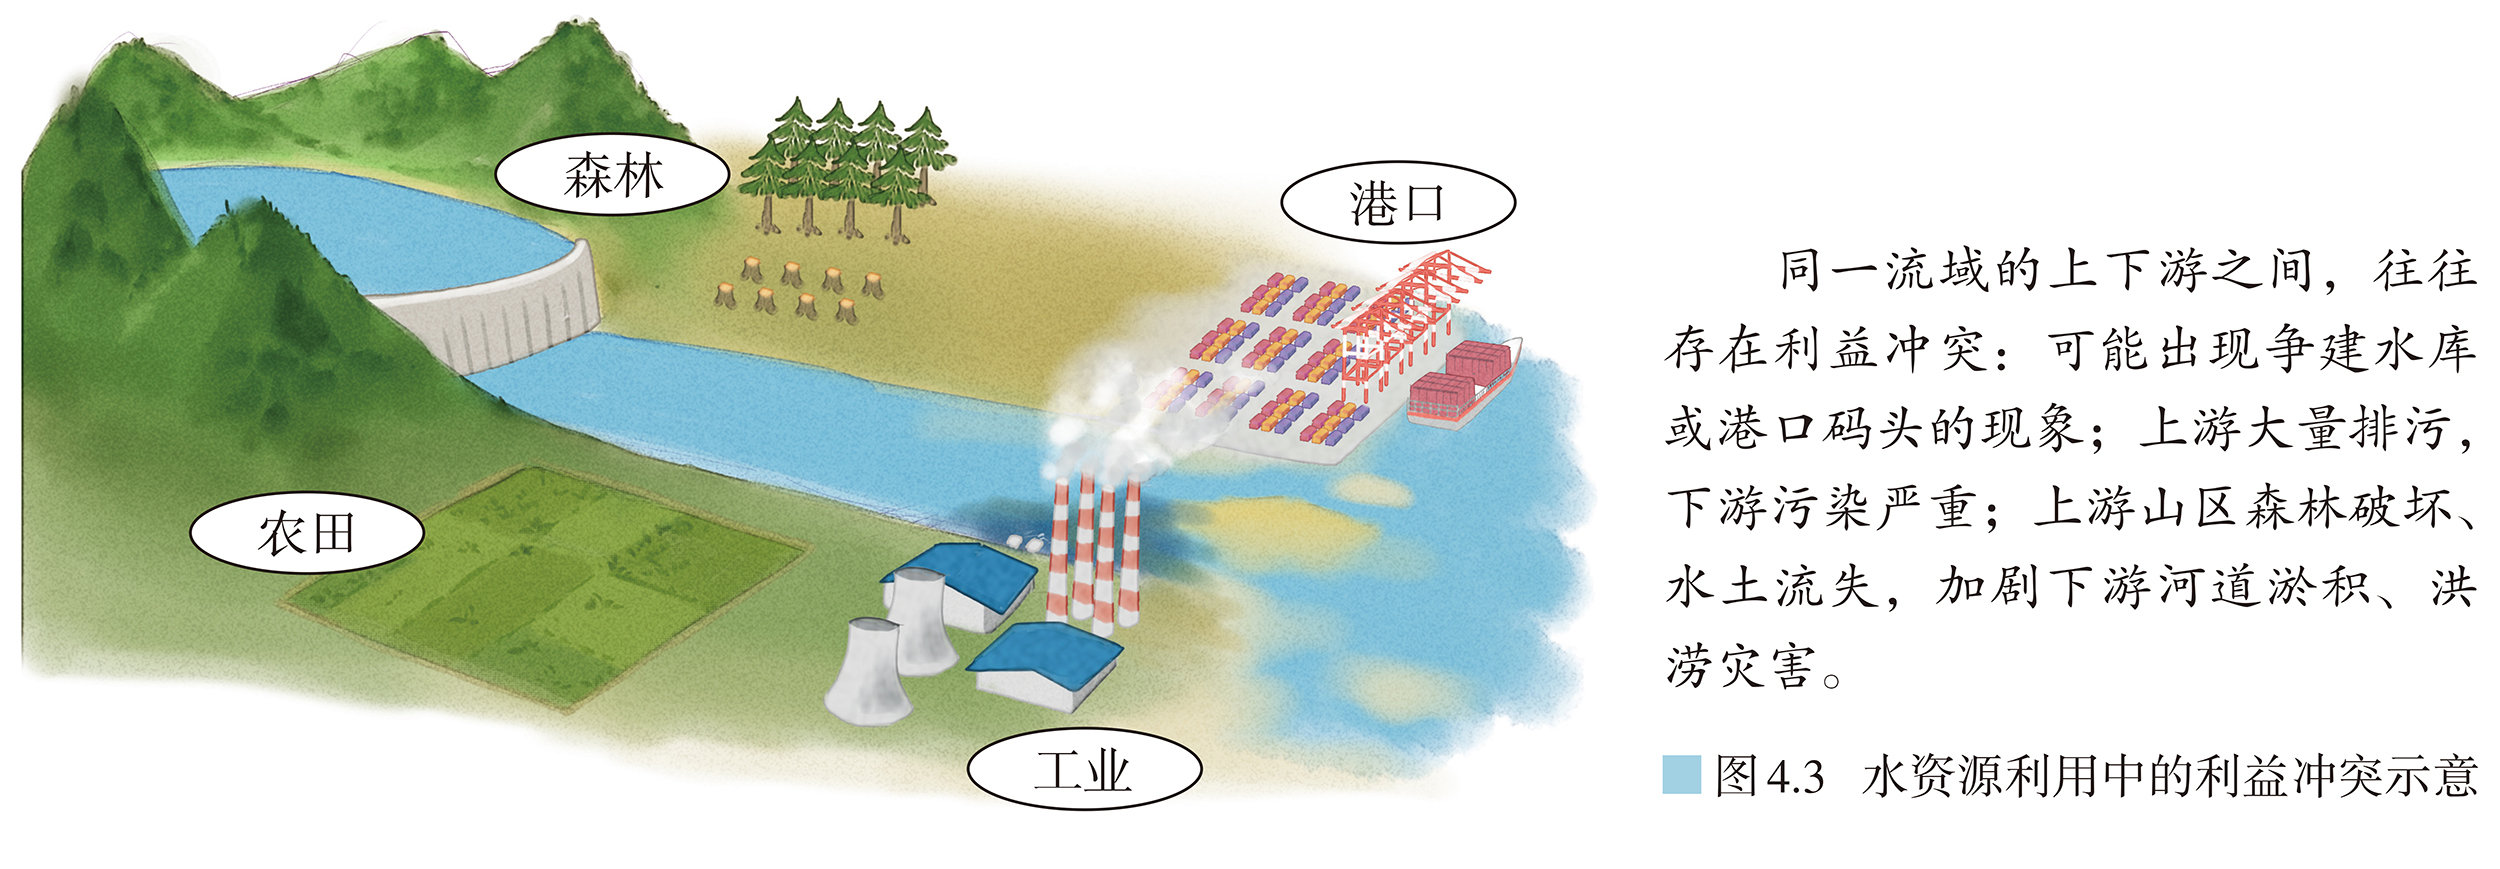 森林
港口
农田
工业
同一流域的上下游之间，往往
存在利益冲突：可能出现争建水库
或港口码头的现象；上游大量排污，
下游污染严重；上游山区森林破坏、
水土流失，加剧下游河道淤积、洪
涝灾害。
图4.3 水资源利用中的利益冲突示意